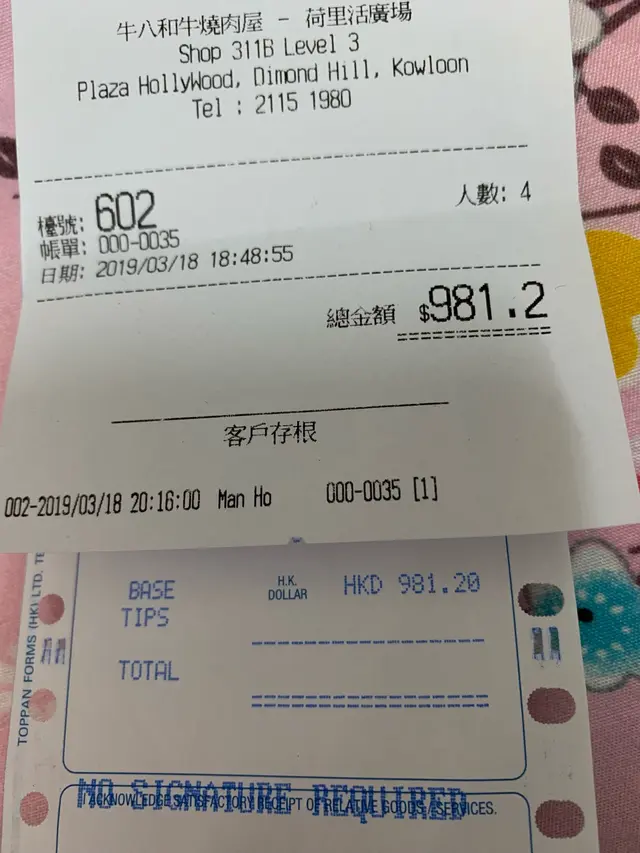 牛八和牛燒肉屋 - 荷里活廣場
Shop 311B Level 3
Plaza HollyWood, Dimond Hill, Kowloon
Tel : 2115 1980
檯號: 602
人數: 4
帳單: 000-0035
日期: 2019/03/18 18:48:55
總金額 $981.2
客戶存根
002-2019/03/18 20:16:00 Man Ho 000-0035 [1]
BASE H.K. DOLLAR HKD 981.20
TIPS
TOTAL
NO SIGNATURE REQUIRED
I ACKNOWLEDGE SATISFACTORY RECEIPT OF RELATIVE GOODS / SERVICES.
TOPPAN FORMS (HK) LTD.